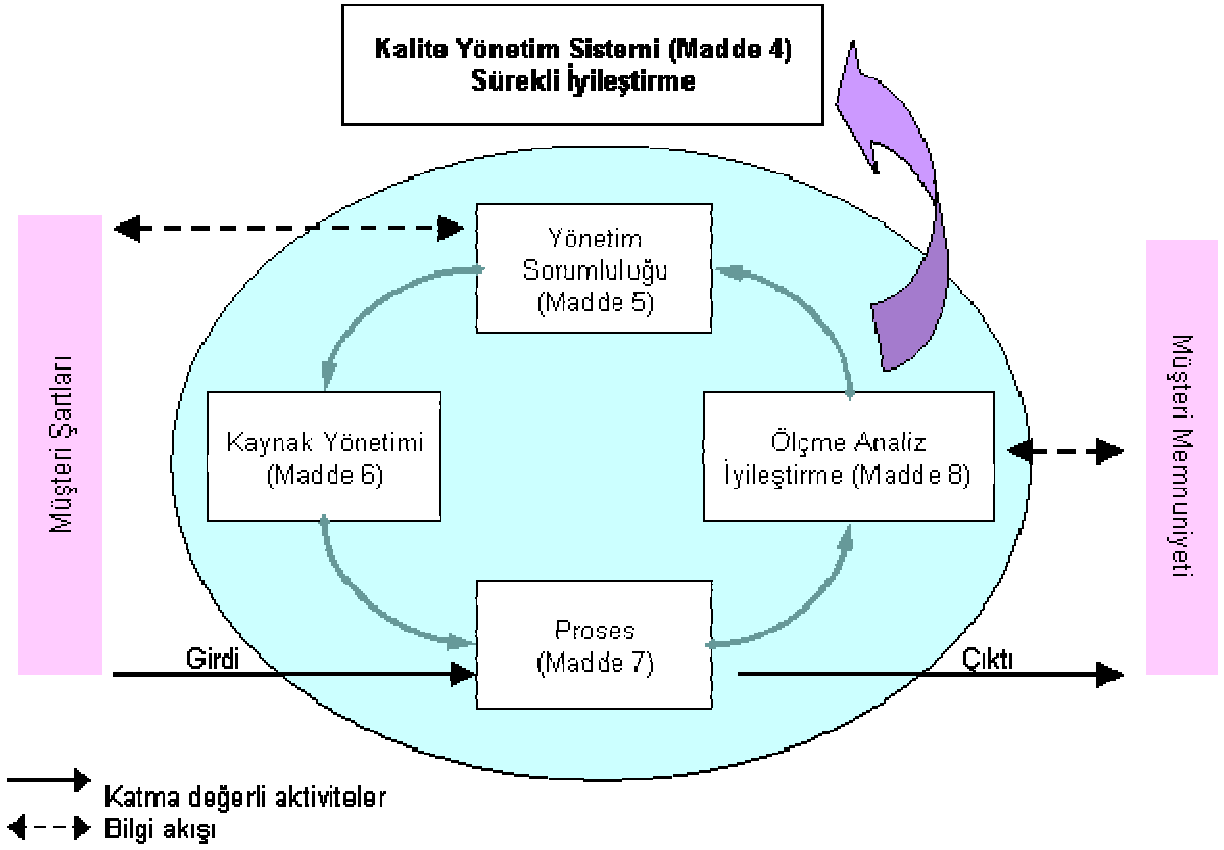 Kalite Yönetim Sistemi (Madde 4)
Sürekli İyileştirme
Müşteri Şartları
Yönetim
Sorumluluğu
(Madde 5)
Kaynak Yönetimi
(Madde 6)
Ölçme Analiz
İyileştirme (Madde 8)
Müşteri Memnuniyeti
Proses
(Madde 7)
Girdi
Çıktı
Katma değerli aktiviteler
Bilgi akışı